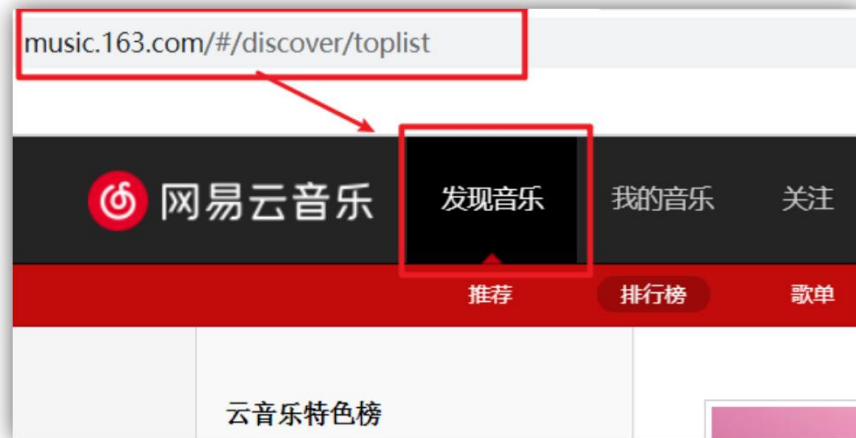 music.163.com/#/discover/toplist
网易云音乐 发现音乐 我的音乐 关注
推荐 排行榜 歌单
云音乐特色榜